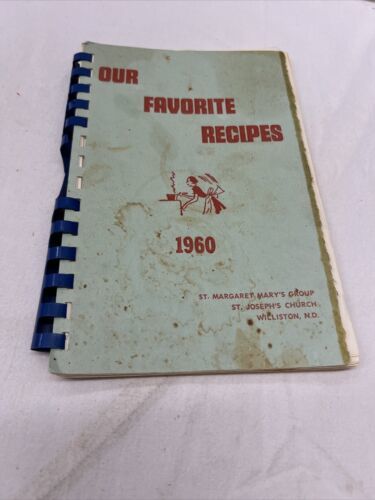 OUR
FAVORITE
RECIPES
1960
ST. MARGARET MARY'S GROUP
ST. JOSEPH'S CHURCH
WILLISTON, N.D.